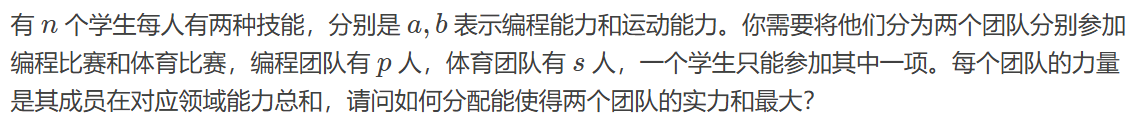 有 n 个学生每人有两种技能，分别是 a, b 表示编程能力和运动能力。你需要将他们分为两个团队分别参加
编程比赛和体育比赛，编程团队有 p 人，体育团队有 s 人，一个学生只能参加其中一项。每个团队的力量
是其成员在对应领域能力总和，请问如何分配能使得两个团队的实力和最大？